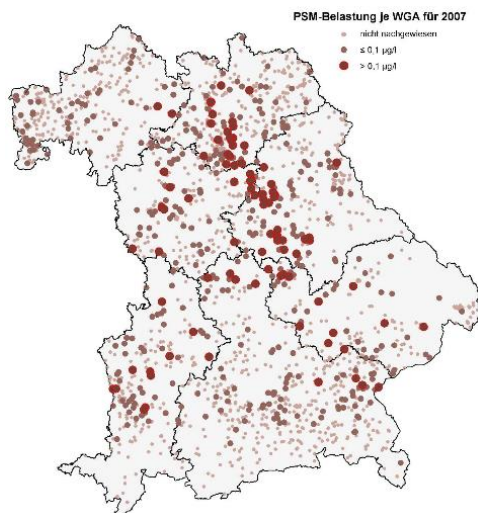 PSM-Belastung je WGA für 2007
nicht nachgewiesen
≤ 0,1 µg/l
> 0,1 µg/l